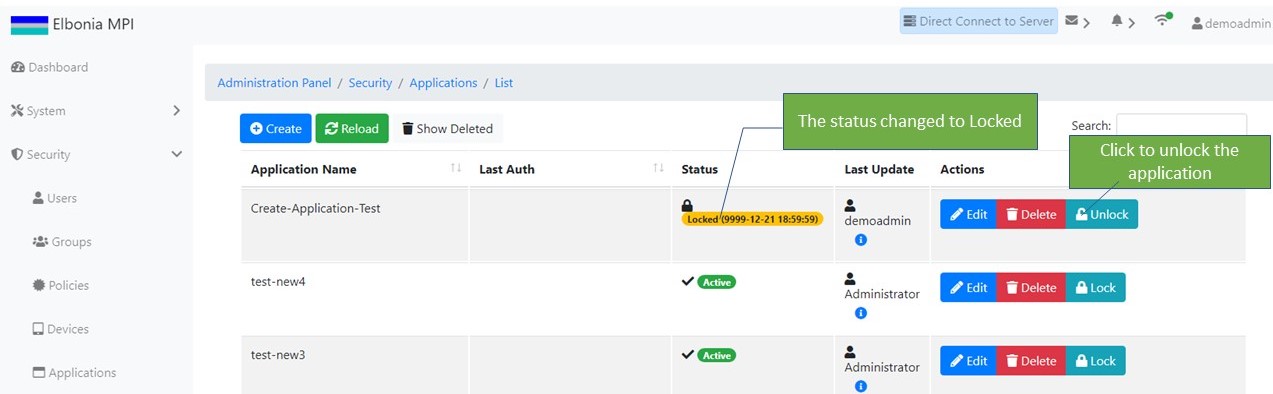 Elbonia MPI
Direct Connect to Server
demoadmin
Dashboard
System
Security
Users
Groups
Policies
Devices
Applications
Administration Panel / Security / Applications / List
Create Reload Show Deleted
The status changed to Locked
Search:
Click to unlock the
application
Application Name Last Auth Status Last Update Actions
Create-Application-Test
Locked (9999-12-21 18:59:59)
demoadmin
Edit Delete Unlock
test-new4
Active
Administrator
Edit Delete Lock
test-new3
Active
Administrator
Edit Delete Lock